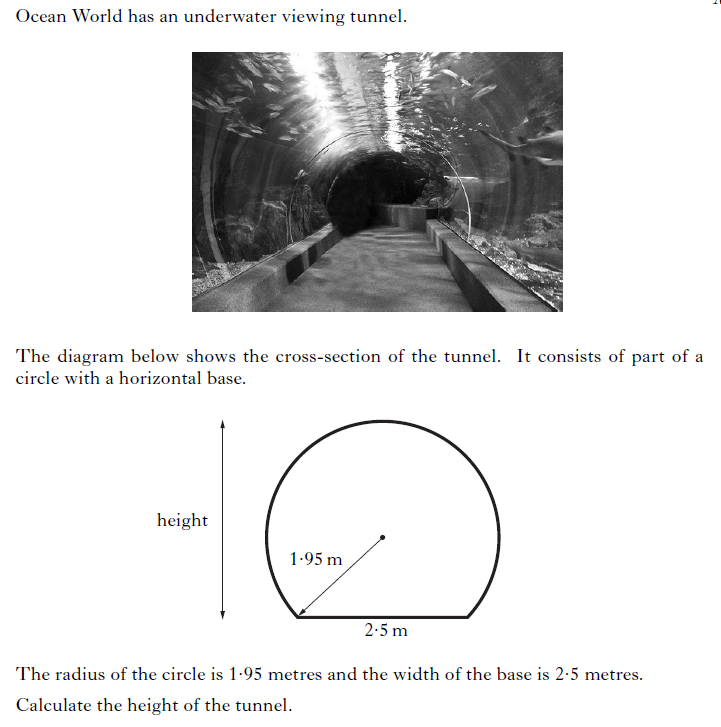 Ocean World has an underwater viewing tunnel.
The diagram below shows the cross-section of the tunnel. It consists of part of a
circle with a horizontal base.
height
1·95 m
2·5 m
The radius of the circle is 1·95 metres and the width of the base is 2·5 metres.
Calculate the height of the tunnel.